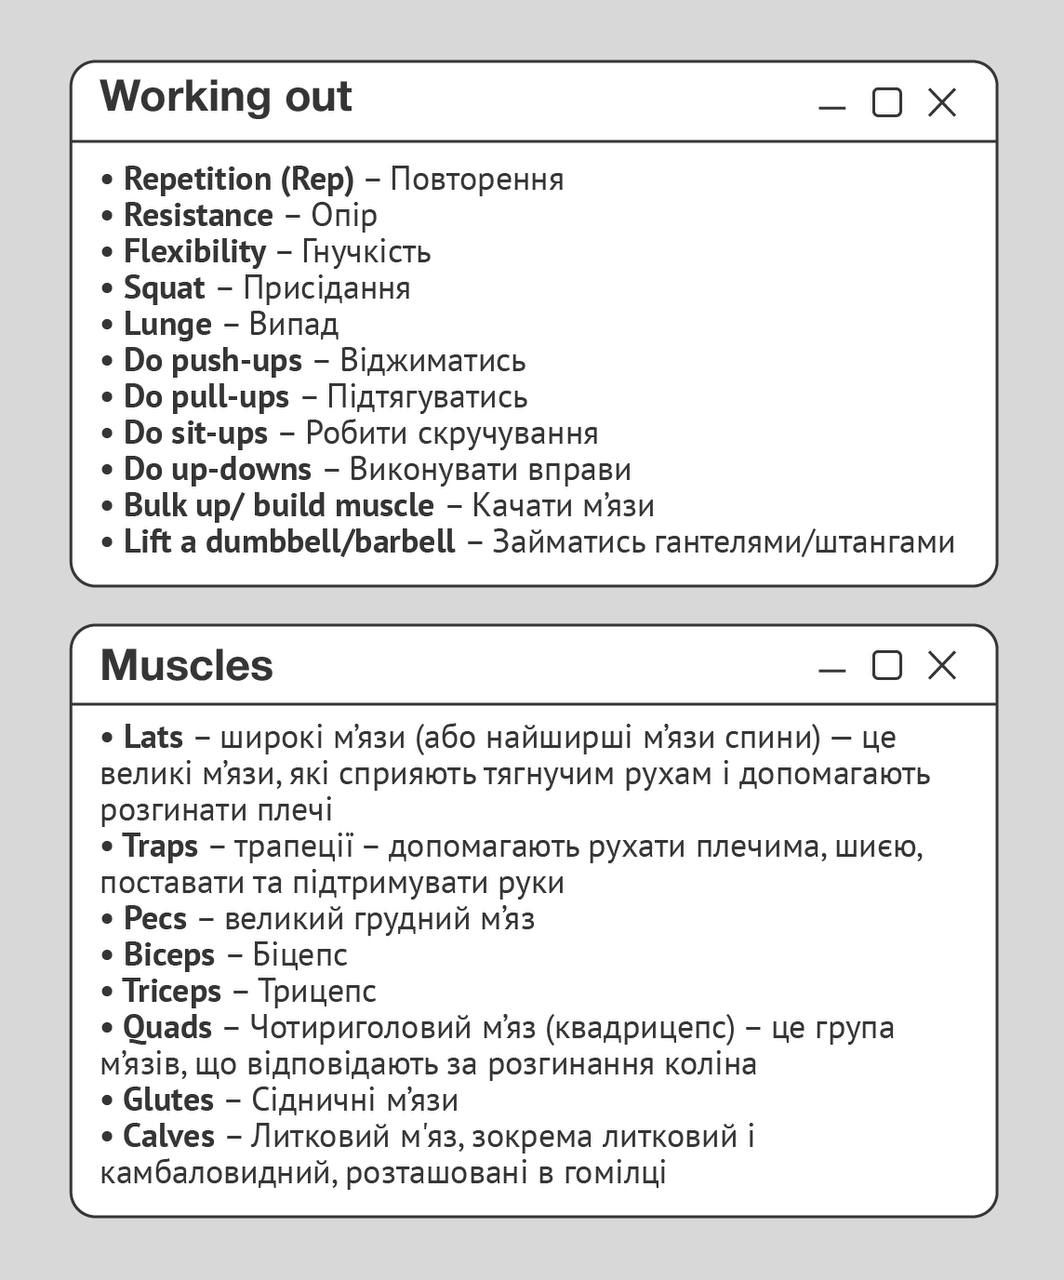 Working out
• Repetition (Rep) – Повторення
• Resistance – Опір
• Flexibility – Гнучкість
• Squat – Присідання
• Lunge – Випад
• Do push-ups – Віджиматись
• Do pull-ups – Підтягуватись
• Do sit-ups – Робити скручування
• Do up-downs – Виконувати вправи
• Bulk up/ build muscle – Качати м’язи
• Lift a dumbbell/barbell – Займатись гантелями/штангами
Muscles
• Lats – широкі м’язи (або найширші м’язи спини) — це
великі м’язи, які сприяють тягнучим рухам і допомагають
розгинати плечі
• Traps – трапеції – допомагають рухати плечима, шиєю,
поставати та підтримувати руки
• Pecs – великий грудний м’яз
• Biceps – Біцепс
• Triceps – Трицепс
• Quads – Чотириголовий м’яз (квадрицепс) – це група
м’язів, що відповідають за розгинання коліна
• Glutes – Сідничні м’язи
• Calves – Литковий м'яз, зокрема литковий і
камбаловидний, розташовані в гомілці